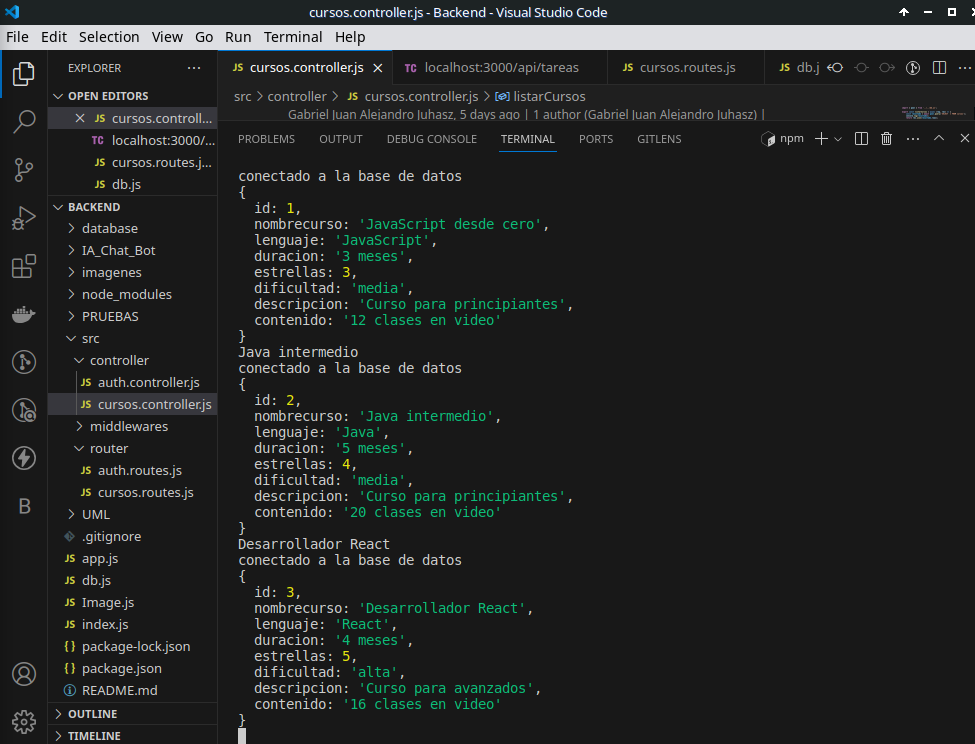 cursos.controller.js - Backend - Visual Studio Code
File Edit Selection View Go Run Terminal Help
EXPLORER
OPEN EDITORS
JS cursos.controll...
TC localhost:3000/...
JS cursos.routes.j...
JS db.js
BACKEND
database
IA_Chat_Bot
imagenes
node_modules
PRUEBAS
src
controller
JS auth.controller.js
JS cursos.controller.js
middlewares
router
JS auth.routes.js
JS cursos.routes.js
UML
.gitignore
JS app.js
JS db.js
JS Image.js
JS index.js
{} package-lock.json
{} package.json
README.md
OUTLINE
TIMELINE
B
JS cursos.controller.js
TC localhost:3000/api/tareas
JS cursos.routes.js
JS db.j
src > controller > JS cursos.controller.js > listarCursos
Gabriel Juan Alejandro Juhasz, 5 days ago | 1 author (Gabriel Juan Alejandro Juhasz) |
PROBLEMS OUTPUT DEBUG CONSOLE TERMINAL PORTS GITLENS
npm
conectado a la base de datos
{
id: 1,
nombrecurso: 'JavaScript desde cero',
lenguaje: 'JavaScript',
duracion: '3 meses',
estrellas: 3,
dificultad: 'media',
descripcion: 'Curso para principiantes',
contenido: '12 clases en video'
}
Java intermedio
conectado a la base de datos
{
id: 2,
nombrecurso: 'Java intermedio',
lenguaje: 'Java',
duracion: '5 meses',
estrellas: 4,
dificultad: 'media',
descripcion: 'Curso para principiantes',
contenido: '20 clases en video'
}
Desarrollador React
conectado a la base de datos
{
id: 3,
nombrecurso: 'Desarrollador React',
lenguaje: 'React',
duracion: '4 meses',
estrellas: 5,
dificultad: 'alta',
descripcion: 'Curso para avanzados',
contenido: '16 clases en video'
}